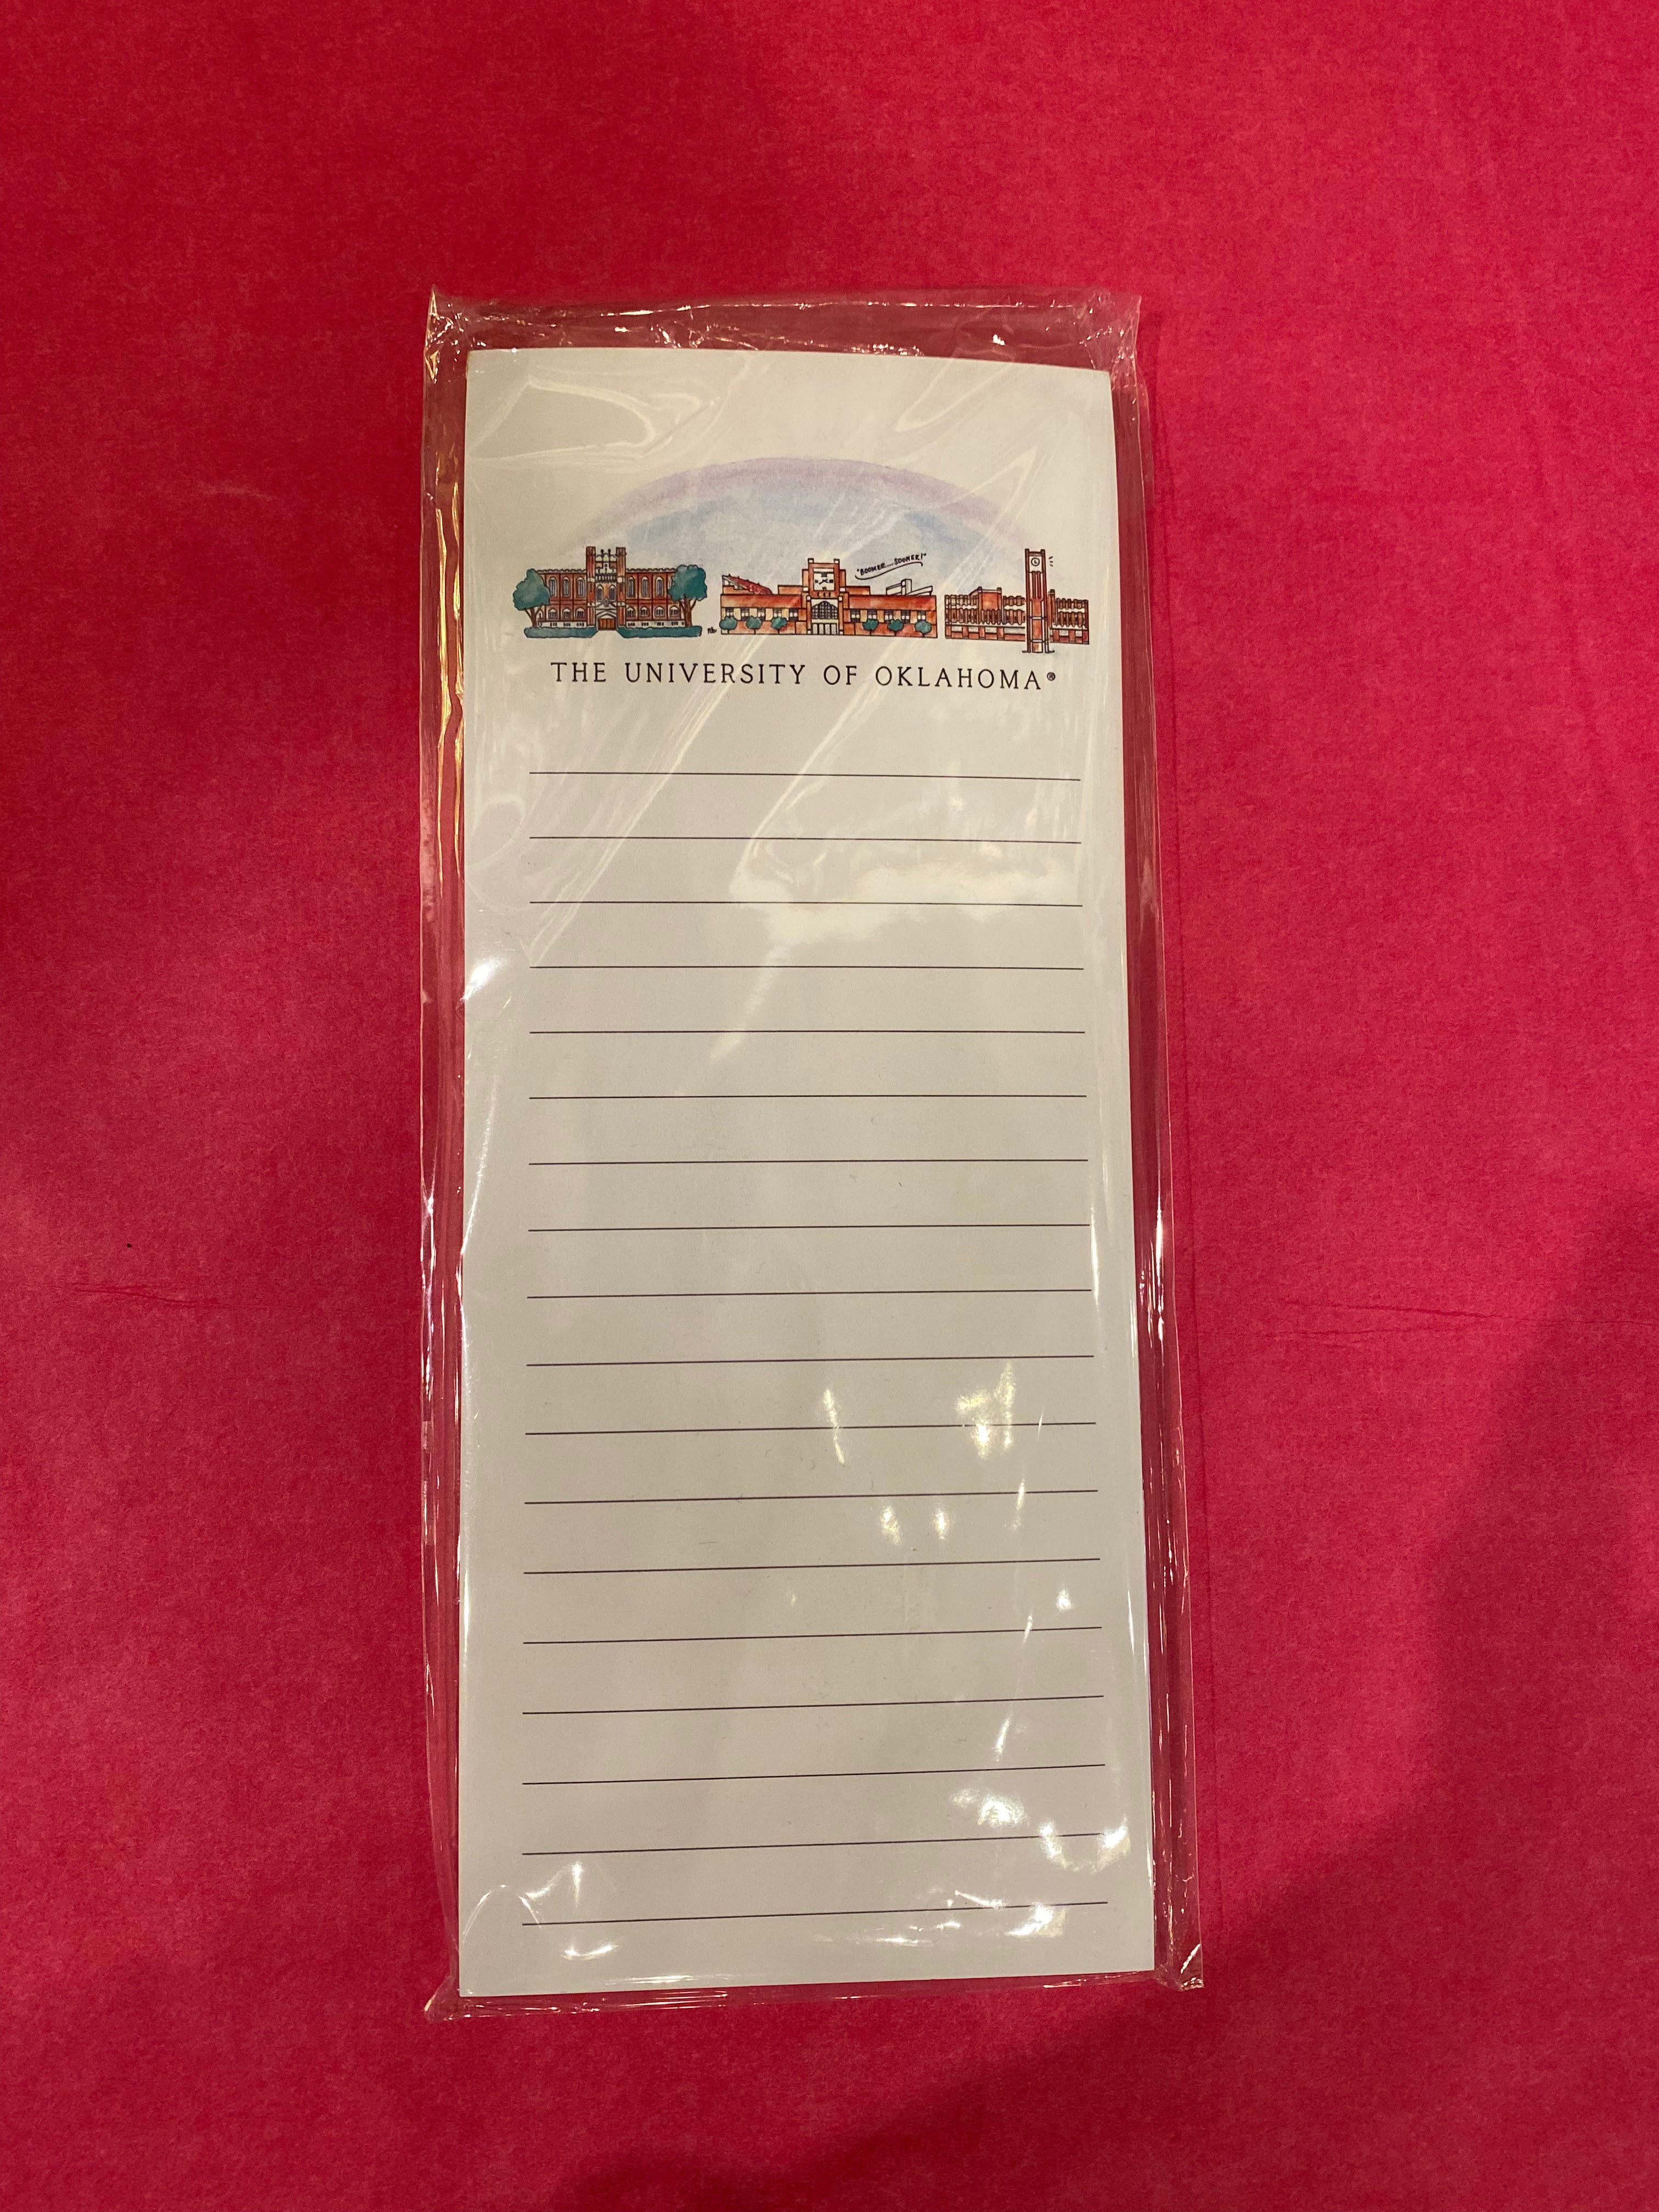 "BOOMER....SOONER!"
THE UNIVERSITY OF OKLAHOMA®